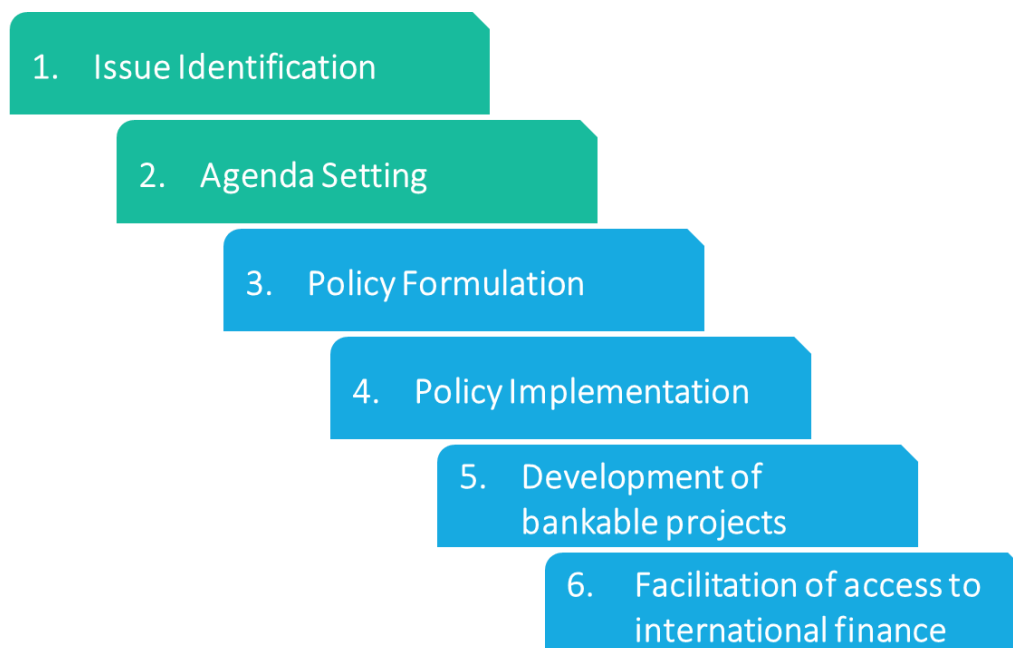 1. Issue Identification
2. Agenda Setting
3. Policy Formulation
4. Policy Implementation
5. Development of
bankable projects
6. Facilitation of access to
international finance